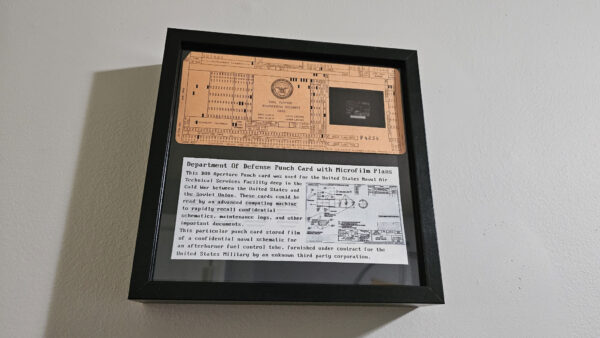 Department Of Defense Punch Card with Microfilm Plans
This DOD Aperture Punch card was used for the United States Naval Air
Technical Services Facility deep in the
Cold War between the United States and
the Soviet Union. These cards could be
read by an advanced computing machine
to rapidly recall confidential
schematics, maintenance logs, and other
important documents.
This particular punch card stored film
of a confidential naval schematic for
an afterburner fuel control tube, furnished under contract for the
United States Military by an unknown third party corporation.